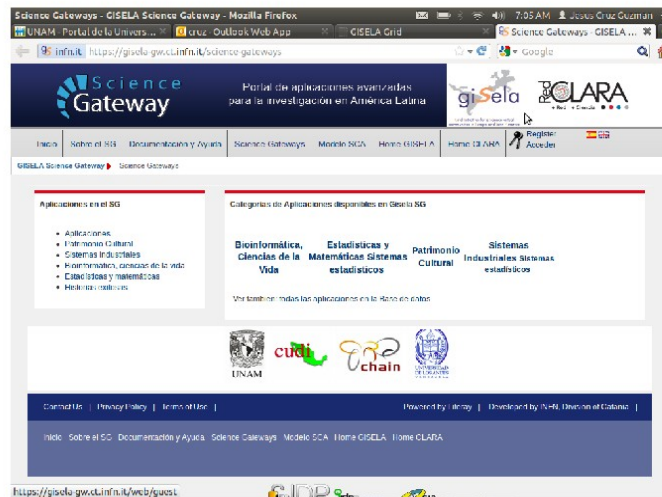 Science Gateways - GISELA Science Gateway - Mozilla Firefox
7:05 AM Jesus Cruz Guzman
UNAM - Portal de la Univers... cruz - Outlook Web App GISELA Grid Science Gateways - GISELA ...
infn.it https://gisela-gw.ct.infn.it/science-gateways Google
Science
Gateway
Portal de aplicaciones avanzadas
para la investigación en América Latina
giSela
Red CLARA
Inicio Sobre el SG Documentación y Ayuda Science Gateways Modelo SCA Home GISELA Home CLARA Register
Acceder
GISELA Science Gateway Science Gateways
Aplicaciones en el SG
Aplicaciones
Patrimonio Cultural
Sistemas Industriales
Bioinformática, ciencias de la vida
Estadísticas y matemáticas
Historias exitosas
Categorías de Aplicaciones disponibles en Gisela SG
Bioinformática,
Ciencias de la
Vida
Estadísticas y
Matemáticas Sistemas
estadísticos
Patrimonio
Cultural
Sistemas
Industriales Sistemas
estadísticos
Ver también: todas las aplicaciones en la Base de datos
UNAM
cudi
chain
UNIVERSIDAD
DE LOS ANDES
Contact Us | Privacy Policy | Terms of Use |
Powered by Liferay | Developed by INFN, Division of Catania |
Inicio Sobre el SG Documentación y Ayuda Science Gateways Modelo SCA Home GISELA Home CLARA
https://gisela-gw.ct.infn.it/web/guest